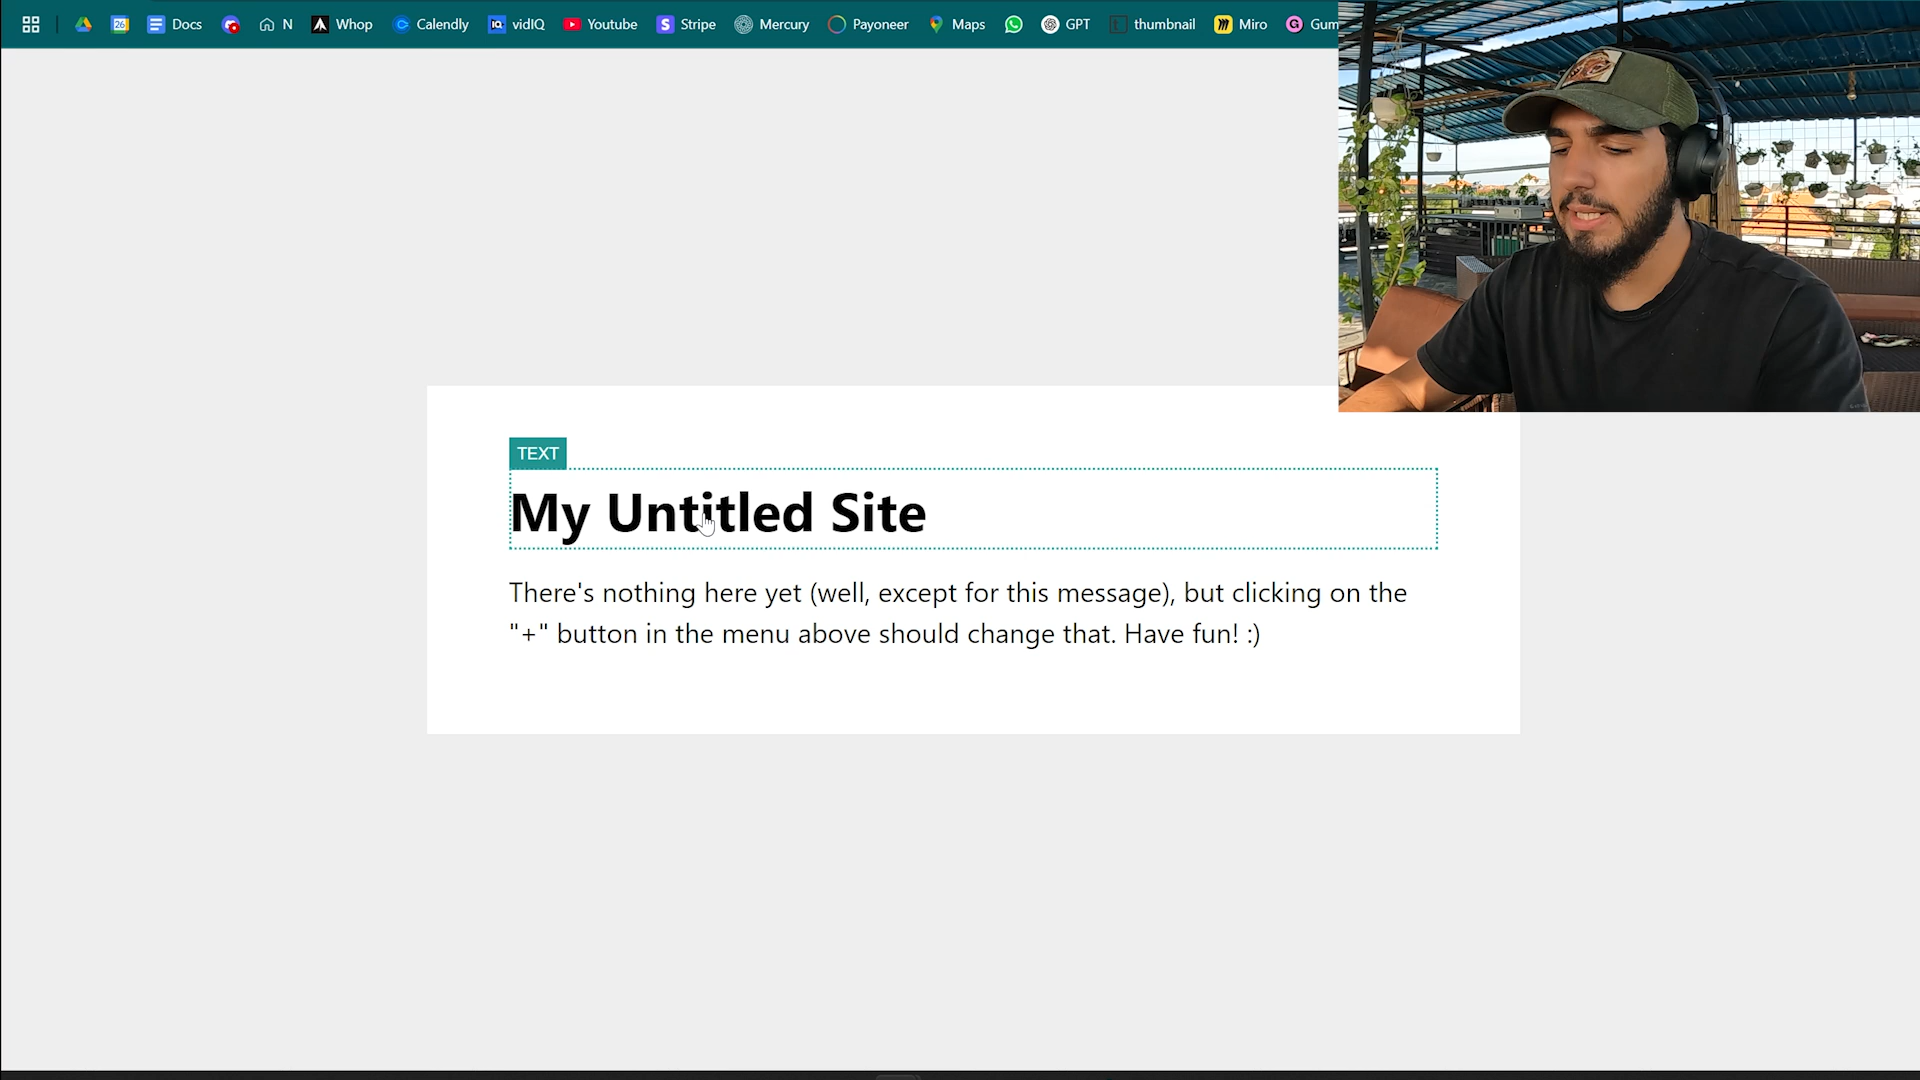 Docs N Whop Calendly vidIQ Youtube Stripe Mercury Payoneer Maps GPT thumbnail Miro Gum
TEXT
My Untitled Site
There's nothing here yet (well, except for this message), but clicking on the
"+" button in the menu above should change that. Have fun! :)